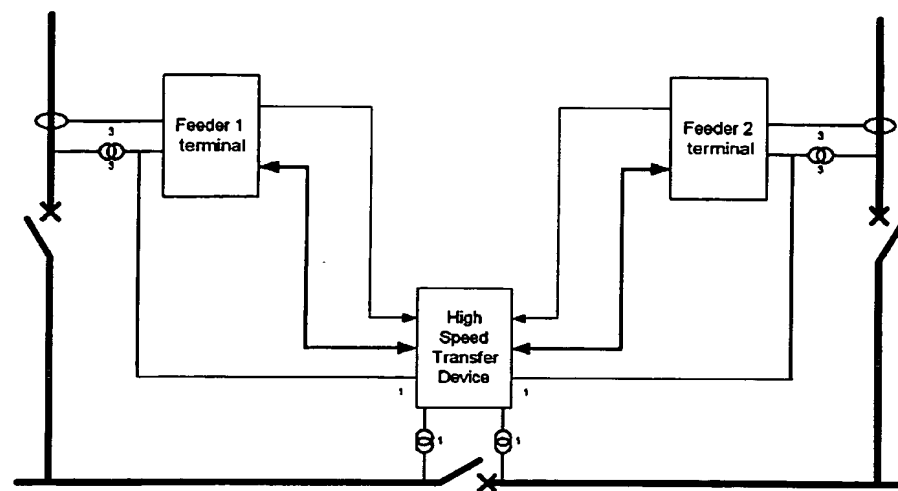 Feeder 1
terminal
Feeder 2
terminal
3
3
3
3
High
Speed
Transfer
Device
1
1
1
1